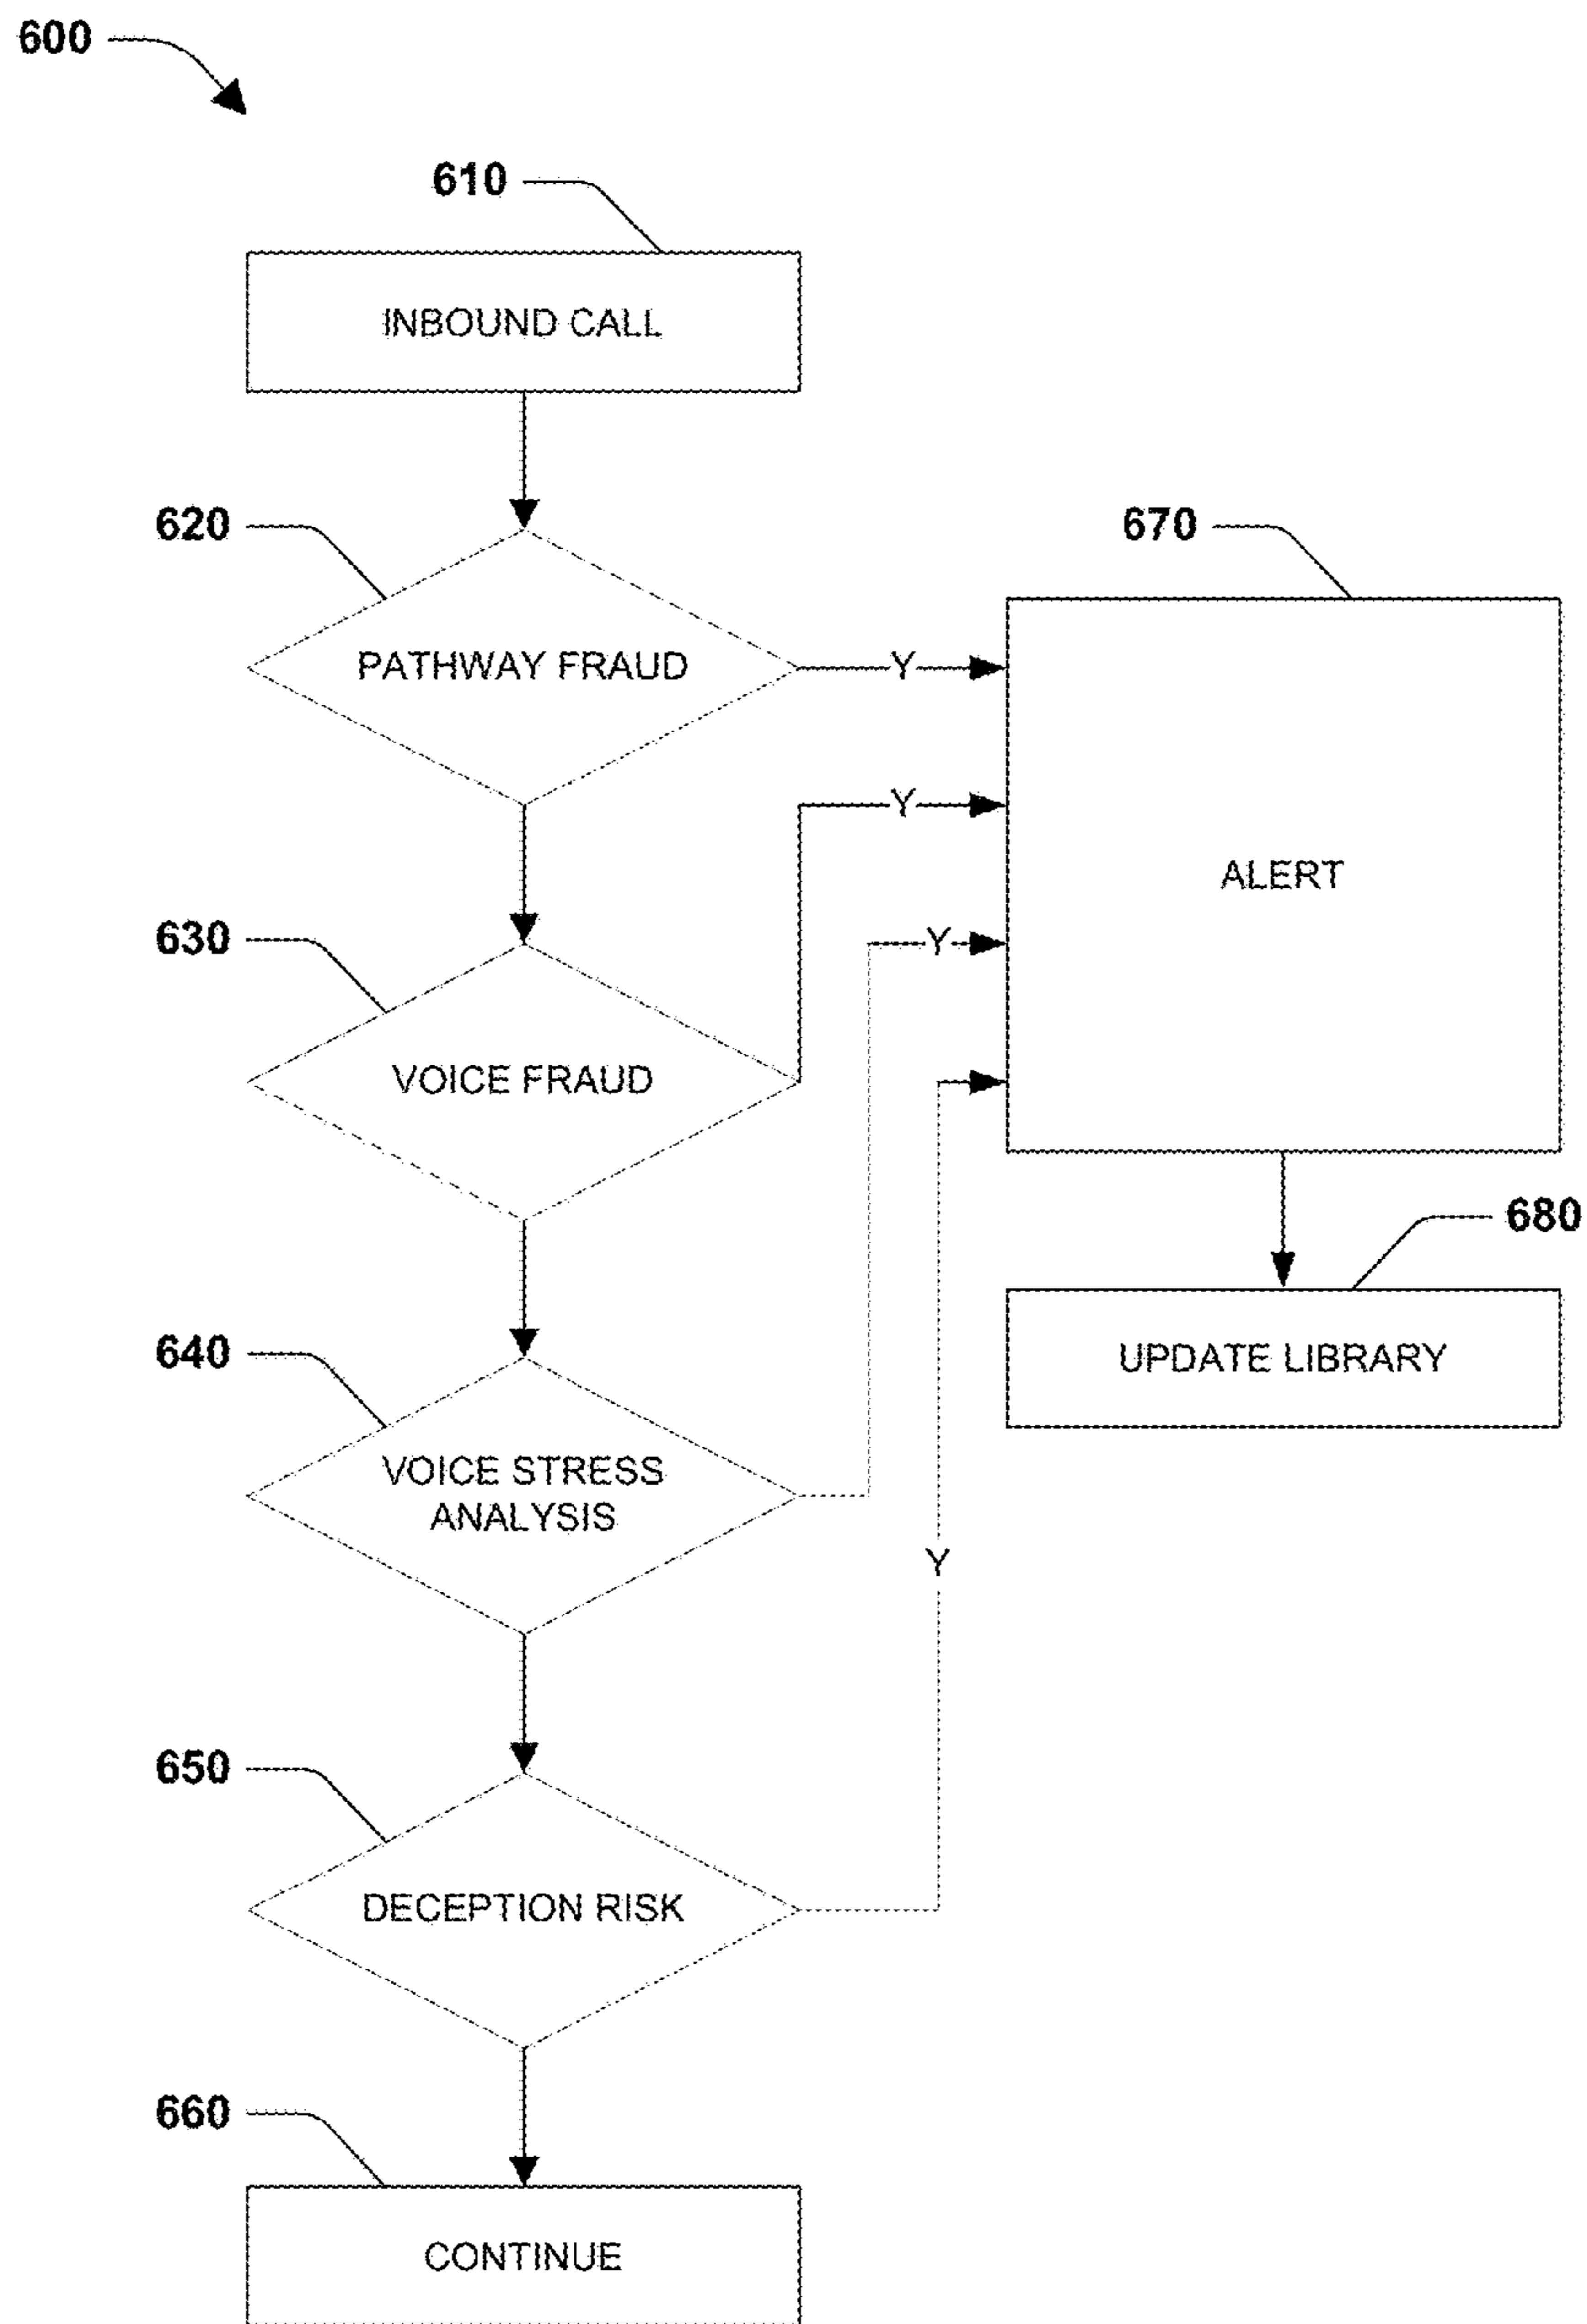 600
610
INBOUND CALL
620
670
PATHWAY FRAUD
Y
Y
ALERT
630
Y
VOICE FRAUD
680
640
UPDATE LIBRARY
VOICE STRESS
ANALYSIS
Y
650
DECEPTION RISK
660
CONTINUE